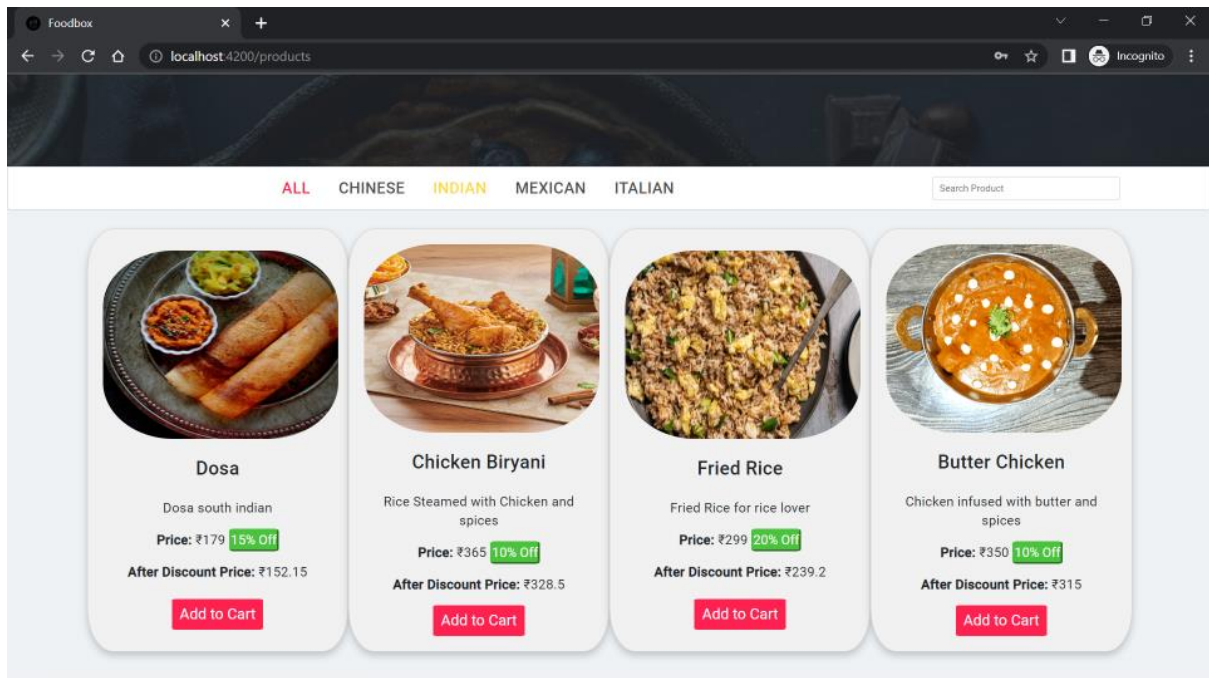 Foodbox
localhost:4200/products
Incognito
ALL CHINESE INDIAN MEXICAN ITALIAN
Search Product
Dosa
Dosa south indian
Price: ₹179 15% Off
After Discount Price: ₹152.15
Add to Cart
Chicken Biryani
Rice Steamed with Chicken and
spices
Price: ₹365 10% Off
After Discount Price: ₹328.5
Add to Cart
Fried Rice
Fried Rice for rice lover
Price: ₹299 20% Off
After Discount Price: ₹239.2
Add to Cart
Butter Chicken
Chicken infused with butter and
spices
Price: ₹350 10% Off
After Discount Price: ₹315
Add to Cart